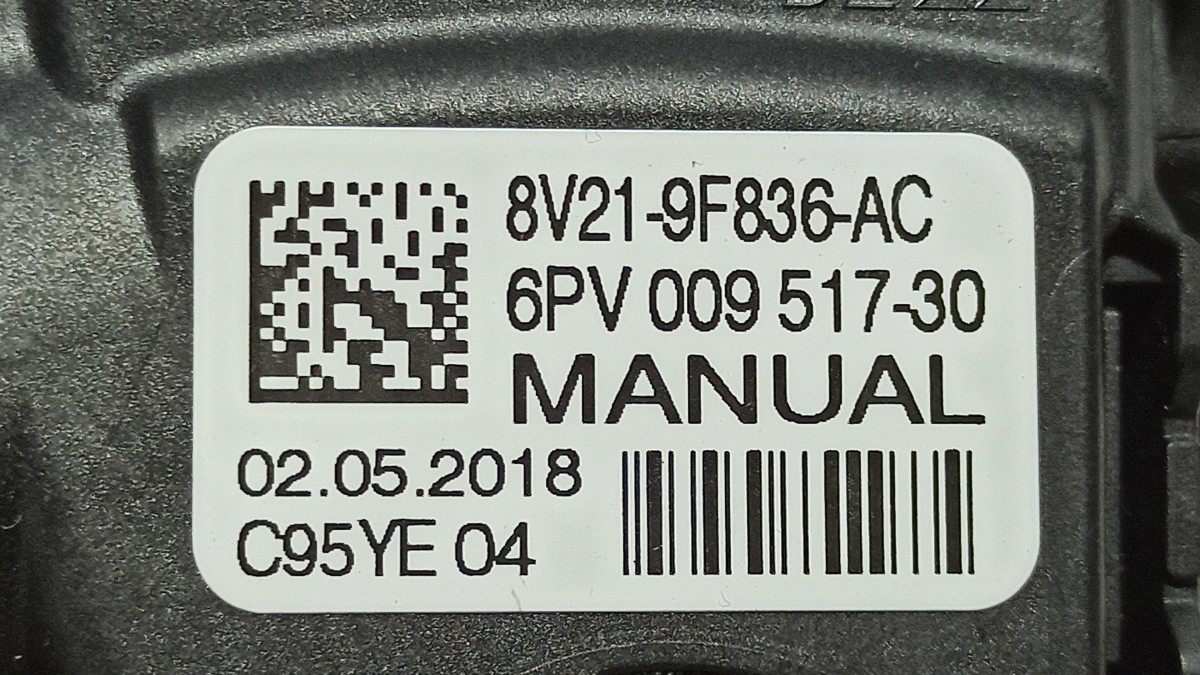 8V21-9F836-AC
6PV 009 517-30
MANUAL
02.05.2018
C95YE 04